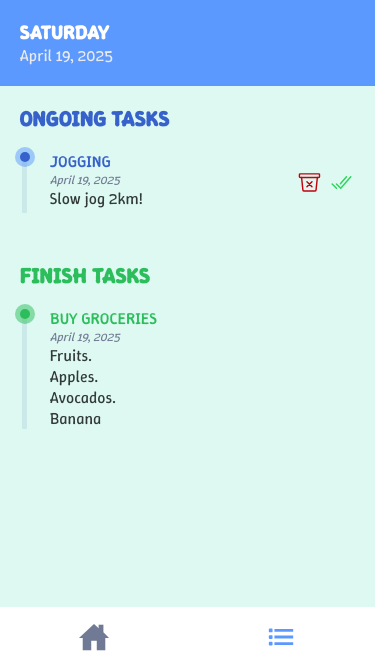 SATURDAY
April 19, 2025
ONGOING TASKS
JOGGING
April 19, 2025
Slow jog 2km!
FINISH TASKS
BUY GROCERIES
April 19, 2025
Fruits.
Apples.
Avocados.
Banana